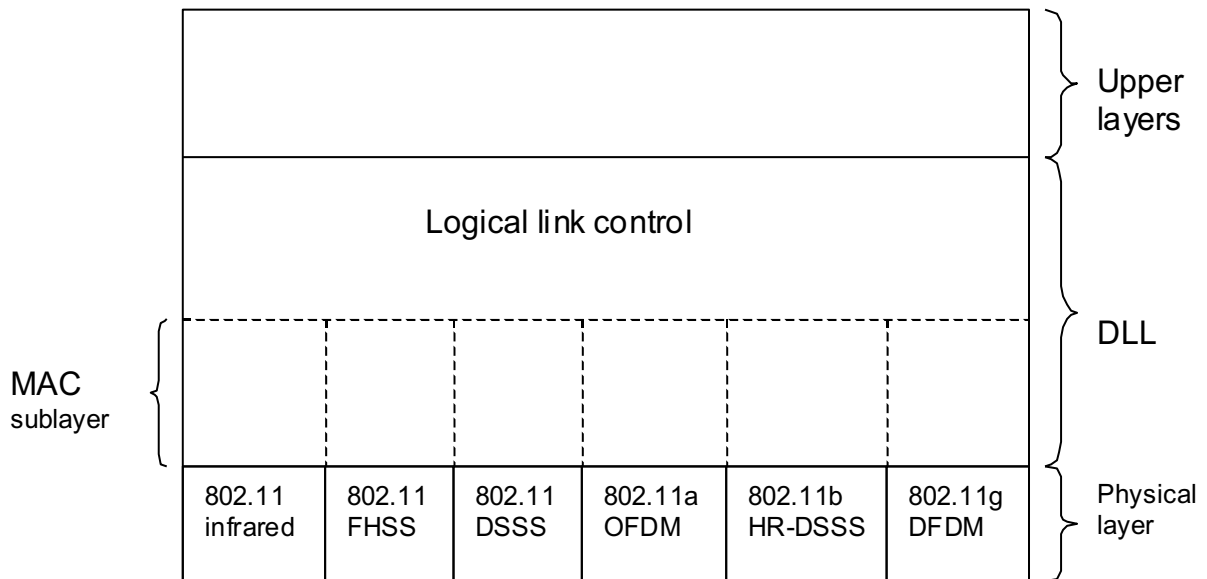 Upper
layers
Logical link control
DLL
MAC
sublayer
802.11
infrared
802.11
FHSS
802.11
DSSS
802.11a
OFDM
802.11b
HR-DSSS
802.11g
DFDM
Physical
layer